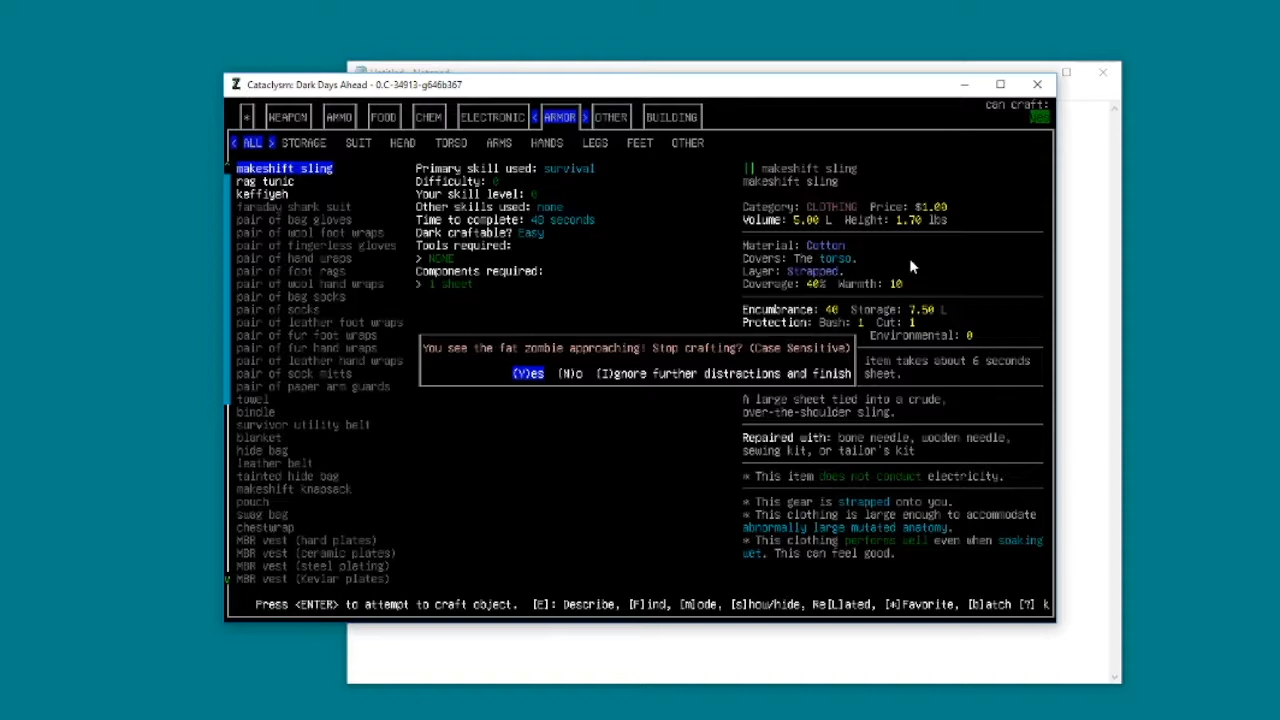 Cataclysm: Dark Days Ahead - 0.C-34913-g646b367
can craft:
* WEAPON AMMO FOOD CHEM ELECTRONIC < ARMOR > OTHER BUILDING
< ALL > STORAGE SUIT HEAD TORSO ARMS HANDS LEGS FEET OTHER
makeshift sling
rag tunic
keffiyeh
faraday shark suit
pair of bag gloves
pair of wool foot wraps
pair of fingerless gloves
pair of hand wraps
pair of foot rags
pair of wool hand wraps
pair of bag socks
pair of socks
pair of leather foot wraps
pair of fur foot wraps
pair of fur hand wraps
pair of leather hand wraps
pair of sock mitts
pair of paper arm guards
towel
bindle
survivor utility belt
blanket
hide bag
leather belt
tainted hide bag
makeshift knapsack
pouch
swag bag
chestwrap
MBR vest (hard plates)
MBR vest (ceramic plates)
MBR vest (steel plating)
v MBR vest (Kevlar plates)
Primary skill used: survival
Difficulty: 0
Your skill level: 0
Other skills used: none
Time to complete: 48 seconds
Dark craftable? Easy
Tools required:
> NONE
Components required:
> 1 sheet
|| makeshift sling
makeshift sling
Category: CLOTHING Price: $1.00
Volume: 5.00 L Weight: 1.70 lbs
Material: Cotton
Covers: The torso.
Layer: Strapped.
Coverage: 40% Warmth: 10
Encumbrance: 40 Storage: 7.50 L
Protection: Bash: 1 Cut: 1
Environmental: 0
item takes about 6 seconds
sheet.
A large sheet tied into a crude,
over-the-shoulder sling.
Repaired with: bone needle, wooden needle,
sewing kit, or tailor's kit
* This item does not conduct electricity.
* This gear is strapped onto you.
* This clothing is large enough to accommodate
abnormally large mutated anatomy.
* This clothing performs well even when soaking
wet. This can feel good.
You see the fat zombie approaching! Stop crafting? (Case Sensitive)
(Y)es (N)o (I)gnore further distractions and finish
Press <ENTER> to attempt to craft object. [E]: Describe, [F]ind, [m]ode, [s]how/hide, Re[L]ated, [*]Favorite, [b]atch [?] k